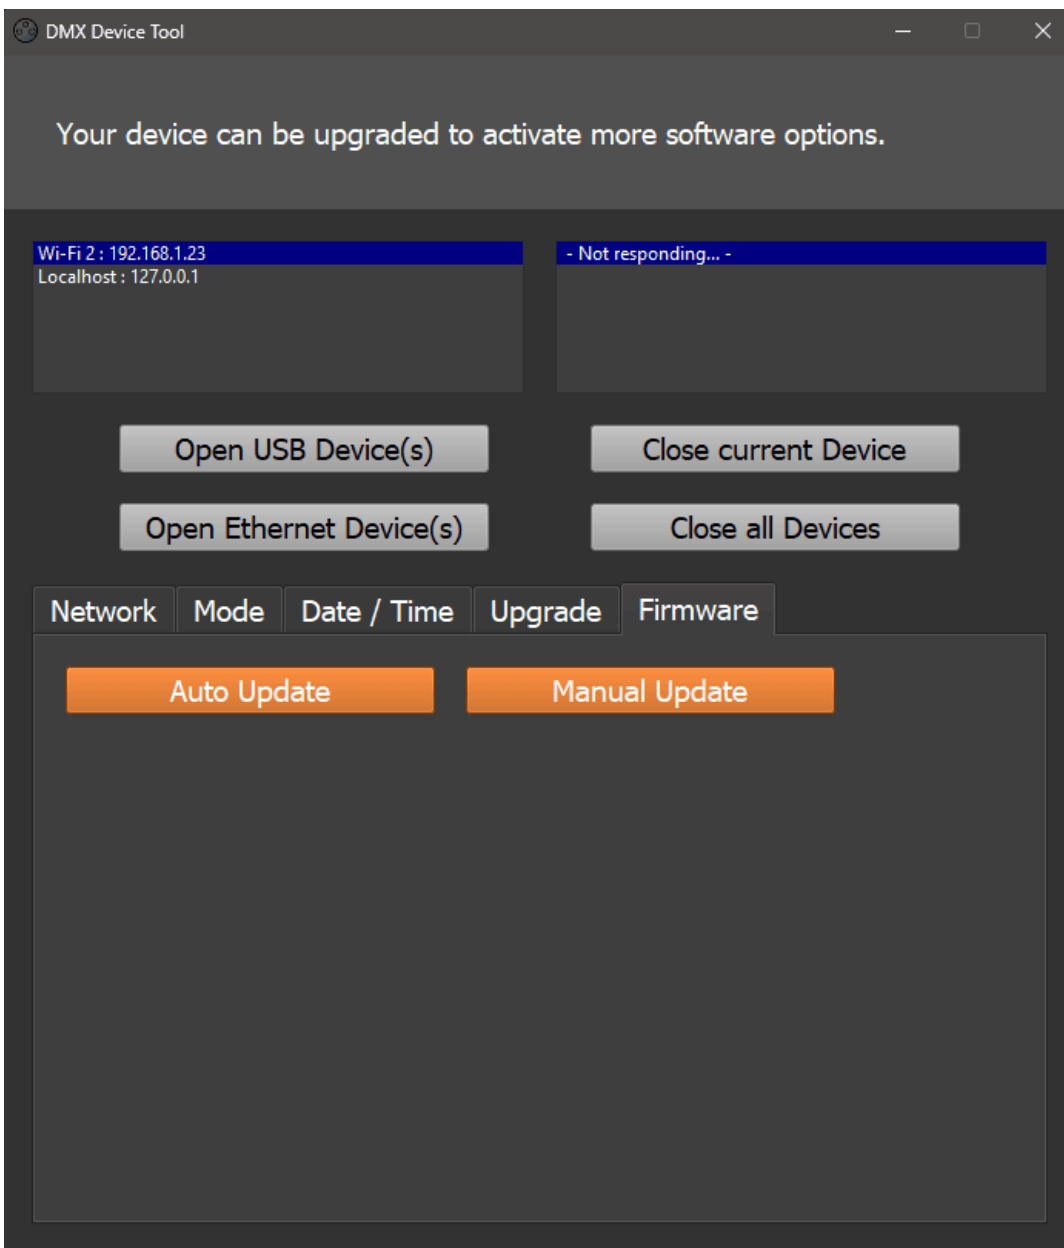 DMX Device Tool
Your device can be upgraded to activate more software options.
Wi-Fi 2 : 192.168.1.23
Localhost : 127.0.0.1
- Not responding... -
Open USB Device(s)
Close current Device
Open Ethernet Device(s)
Close all Devices
Network Mode Date / Time Upgrade Firmware
Auto Update
Manual Update